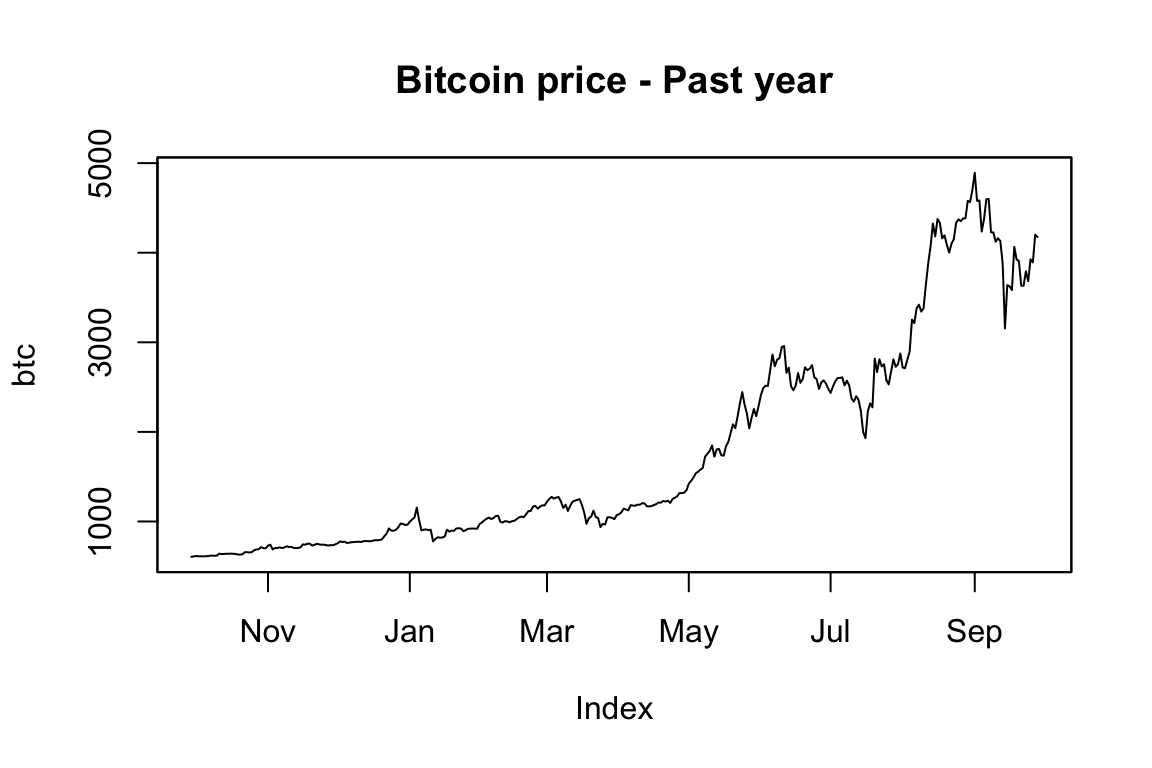 Bitcoin price - Past year
btc
5000
3000
1000
Nov Jan Mar May Jul Sep
Index